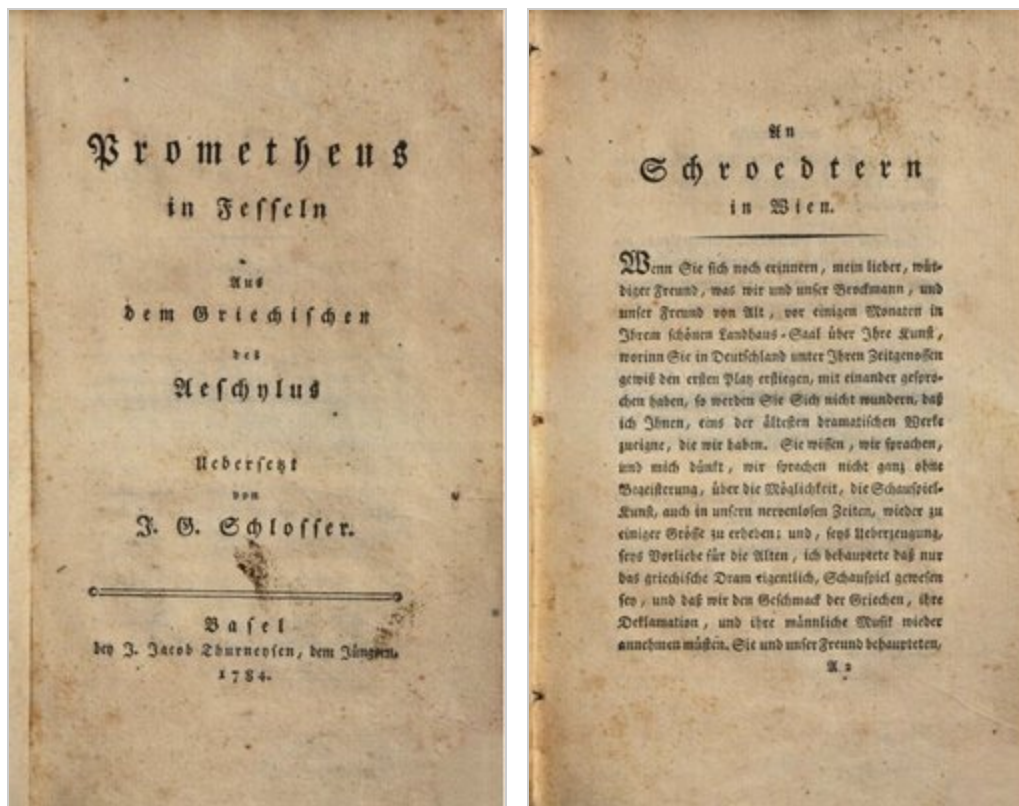 Prometheus
in Fesseln
Aus
dem Griechischen
des
Aeschylus
Uebersetzt
von
J. G. Schlosser.
Basel
bey J. Jacob Thurneysen, dem Jüngern.
1784.
An
Schroedtern
in Wien.
Wenn Sie sich noch erinnern, mein lieber, wür-
diger Freund, was wir und unser Brockmann, und
unser Freund von Alt, vor einigen Monaten in
Ihrem schönen Landhaus-Saal über Ihre Kunst,
worinn Sie in Deutschland unter Ihren Zeitgenossen
gewiß den ersten Platz erstiegen, mit einander gespro-
chen haben, so werden Sie Sich nicht wundern, daß
ich Ihnen, eins der ältesten dramatischen Werke
zueigne, die wir haben. Sie wissen, wir sprachen,
und mich dünkt, wir sprachen nicht ganz ohne
Begeisterung, über die Möglichkeit, die Schauspiel-
Kunst, auch in unsern nervenlosen Zeiten, wieder zu
einiger Grösse zu erheben; und, seys Ueberzeugung,
seys Vorliebe für die Alten, ich behauptete daß nur
das griechische Dram eigentlich, Schauspiel gewesen
sey, und daß wir den Geschmack der Griechen, ihre
Deklamation, und ihre männliche Musik wieder
annehmen müßten. Sie und unser Freund behaupteten,
A 2